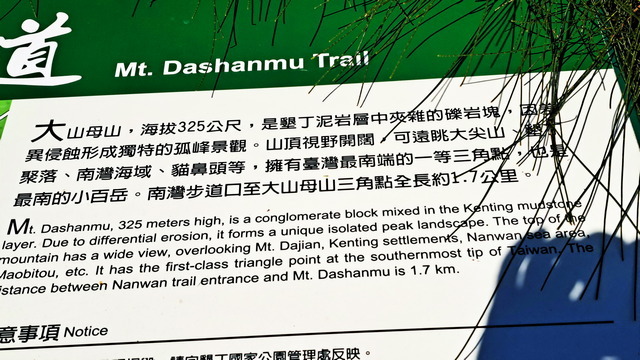 道
Mt. Dashanmu Trail
大山母山，海拔325公尺，是墾丁泥岩層中夾雜的礫岩塊，因差
異侵蝕形成獨特的孤峰景觀。山頂視野開闊，可遠眺大尖山、墾
聚落、南灣海域、貓鼻頭等，擁有臺灣最南端的一等三角點，也是
最南的小百岳。南灣步道口至大山母山三角點全長約1.7公里。
Mt. Dashanmu, 325 meters high, is a conglomerate block mixed in the Kenting mudstone
layer. Due to differential erosion, it forms a unique isolated peak landscape. The top of the
mountain has a wide view, overlooking Mt. Dajian, Kenting settlements, Nanwan sea area,
Maobitou, etc. It has the first-class triangle point at the southernmost tip of Taiwan. The
istance between Nanwan trail entrance and Mt. Dashanmu is 1.7 km.
意事項 Notice
請向墾丁國家公園管理處反映。